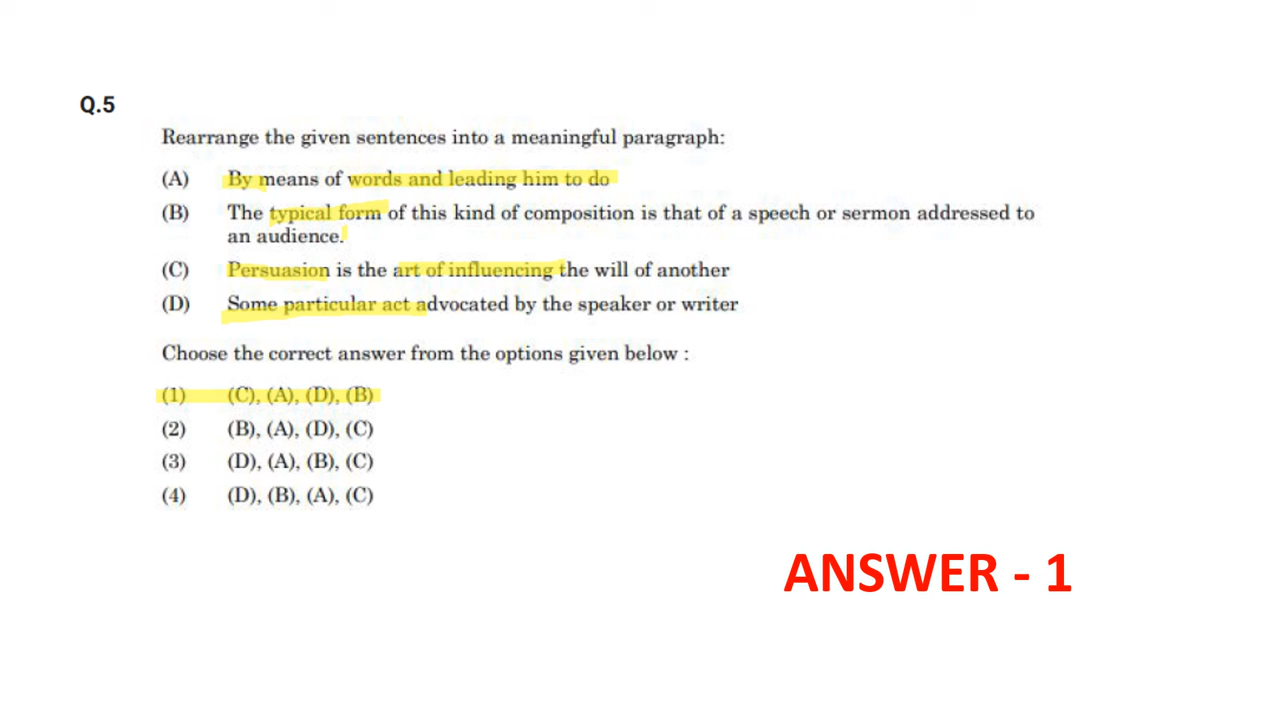 Q.5
Rearrange the given sentences into a meaningful paragraph:
(A) By means of words and leading him to do
(B) The typical form of this kind of composition is that of a speech or sermon addressed to
an audience.
(C) Persuasion is the art of influencing the will of another
(D) Some particular act advocated by the speaker or writer
Choose the correct answer from the options given below :
(1) (C), (A), (D), (B)
(2) (B), (A), (D), (C)
(3) (D), (A), (B), (C)
(4) (D), (B), (A), (C)
ANSWER - 1